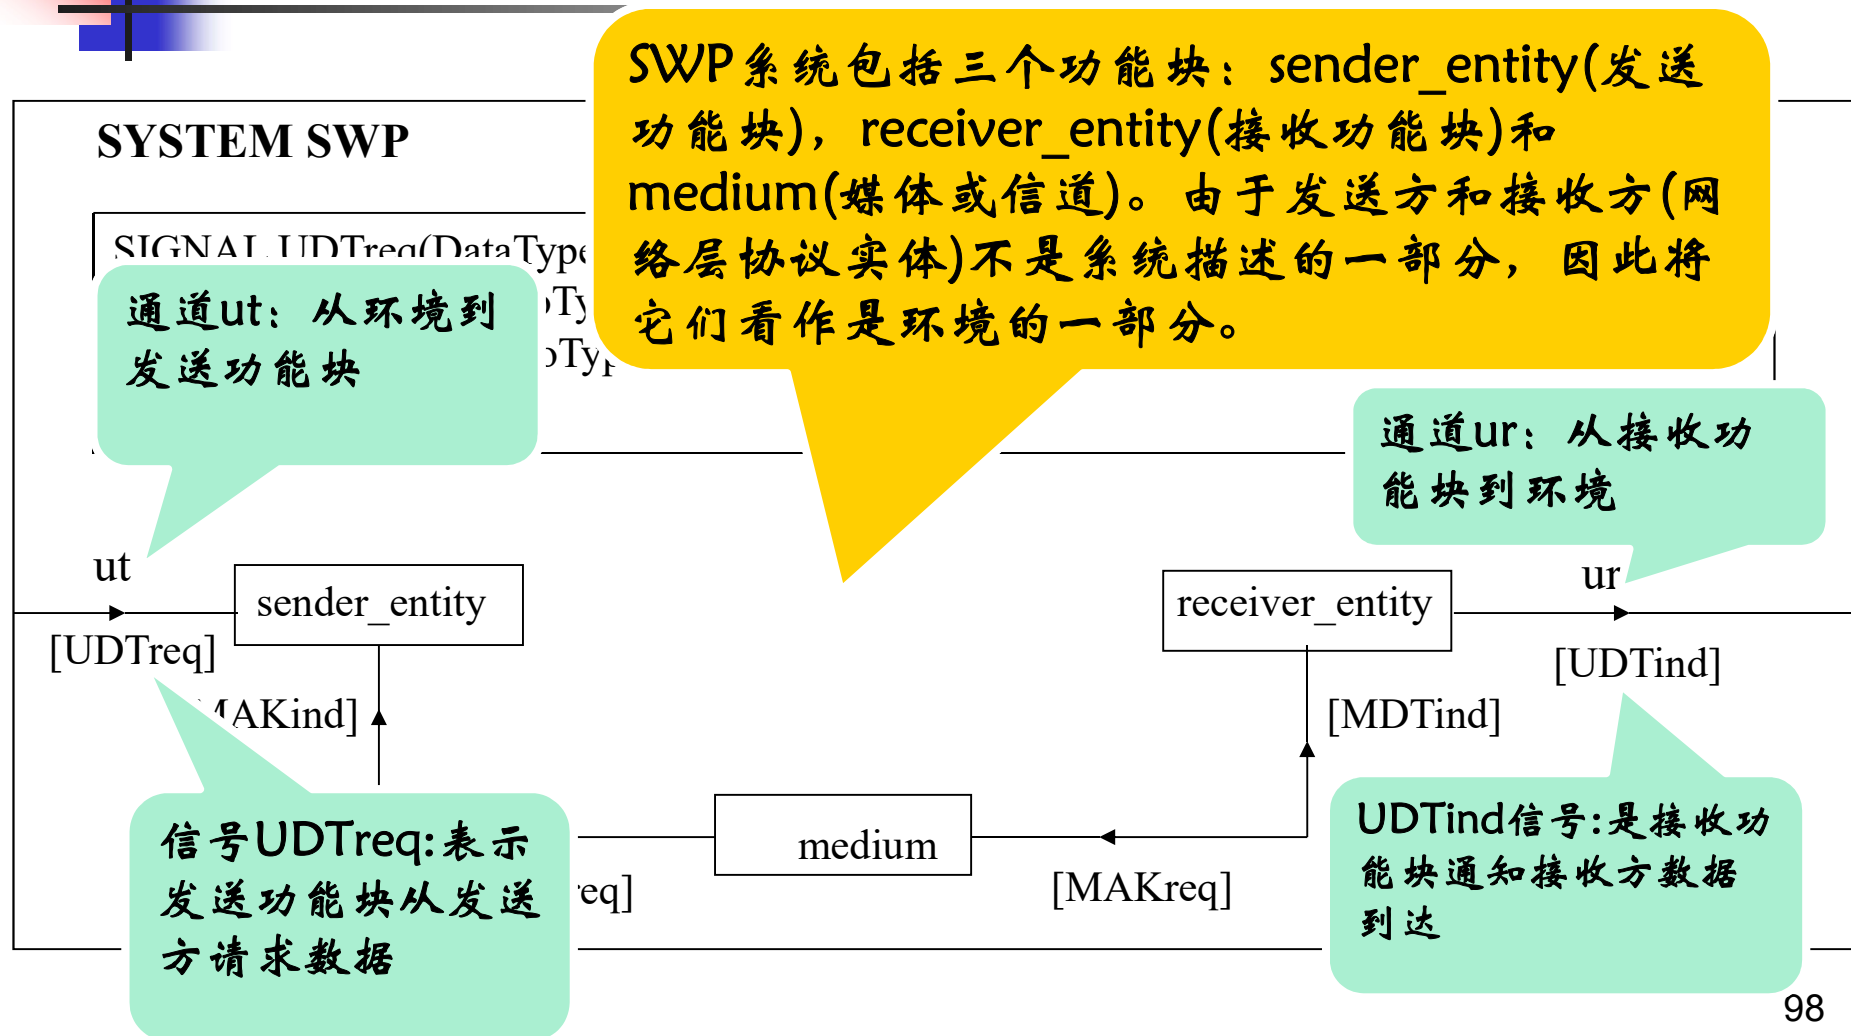 SWP系统包括三个功能块：sender_entity(发送
功能块)，receiver_entity(接收功能块)和
medium(媒体或信道)。由于发送方和接收方(网
络层协议实体)不是系统描述的一部分，因此将
它们看作是环境的一部分。
SYSTEM SWP
SIGNAL UDTreq(DataType
通道ut：从环境到
发送功能块
通道ur：从接收功
能块到环境
ut
sender_entity
receiver_entity
ur
[UDTreq]
[UDTind]
MAKind]
[MDTind]
medium
eq]
[MAKreq]
信号UDTreq:表示
发送功能块从发送
方请求数据
UDTind信号:是接收功
能块通知接收方数据
到达
98